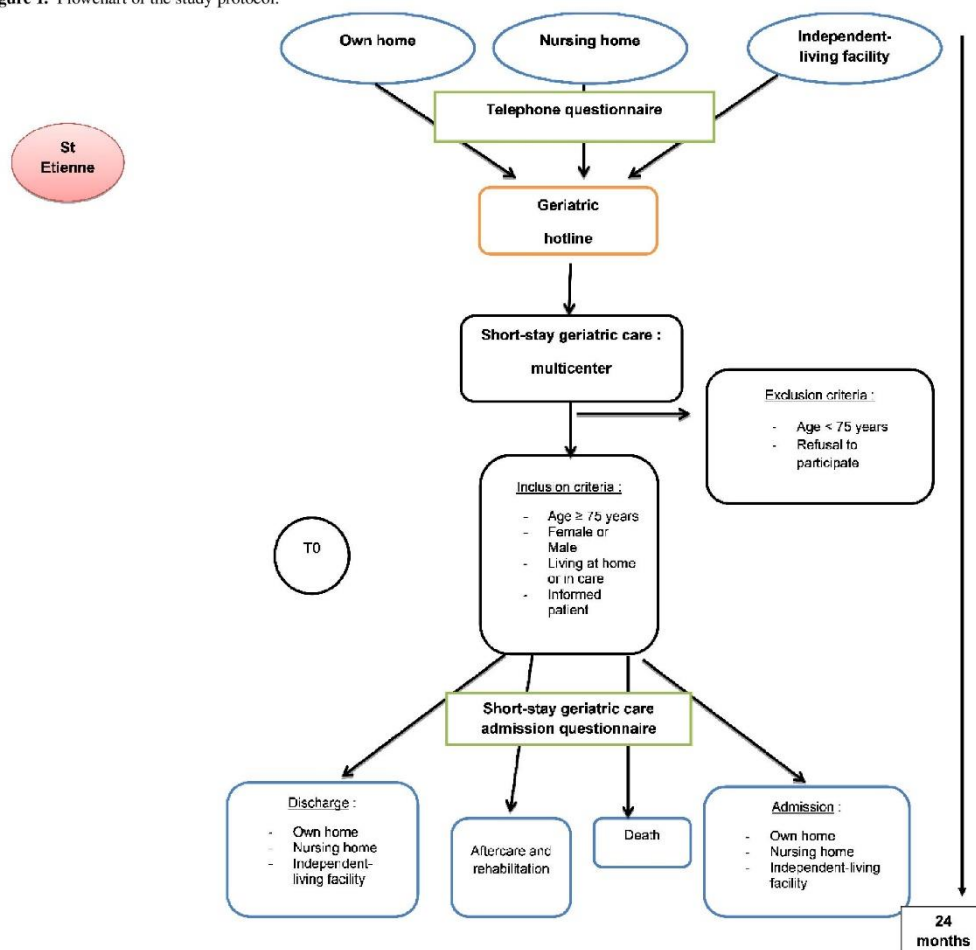 Figure 1. Flowchart of the study protocol.
Own home
Nursing home
Independent-
living facility
Telephone questionnaire
St
Etienne
Geriatric
hotline
Short-stay geriatric care :
multicenter
Exclusion criteria :
- Age < 75 years
- Refusal to
participate
Inclusion criteria :
- Age ≥ 75 years
- Female or
Male
- Living at home
or in care
- Informed
patient
T0
Short-stay geriatric care
admission questionnaire
Discharge :
- Own home
- Nursing home
- Independent-
living facility
Aftercare and
rehabilitation
Death
Admission :
- Own home
- Nursing home
- Independent-living
facility
24
months